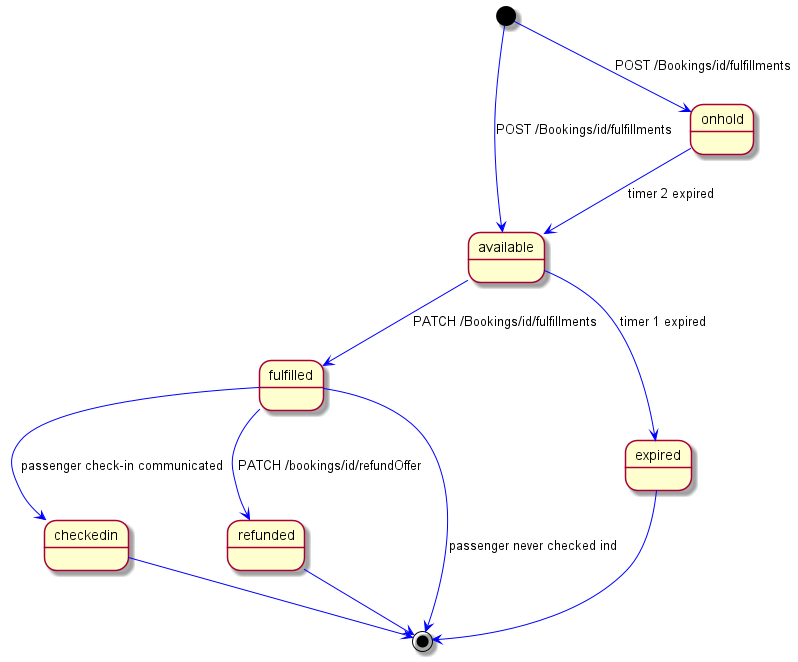 POST /Bookings/id/fulfillments
onhold
POST /Bookings/id/fulfillments
timer 2 expired
available
PATCH /Bookings/id/fulfillments
timer 1 expired
fulfilled
expired
passenger check-in communicated
PATCH /bookings/id/refundOffer
checkedin
refunded
passenger never checked ind